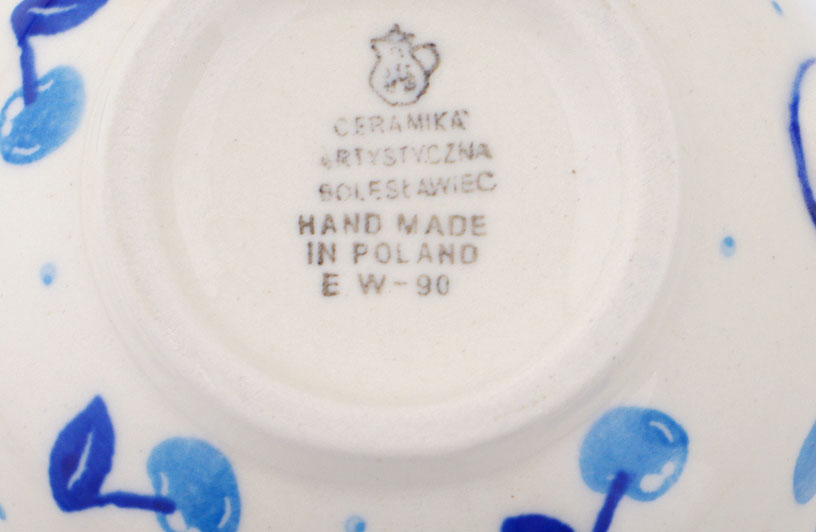 CERAMIKA
ARTYSTYCZNA
BOLESŁAWIEC
HAND MADE
IN POLAND
E W-90